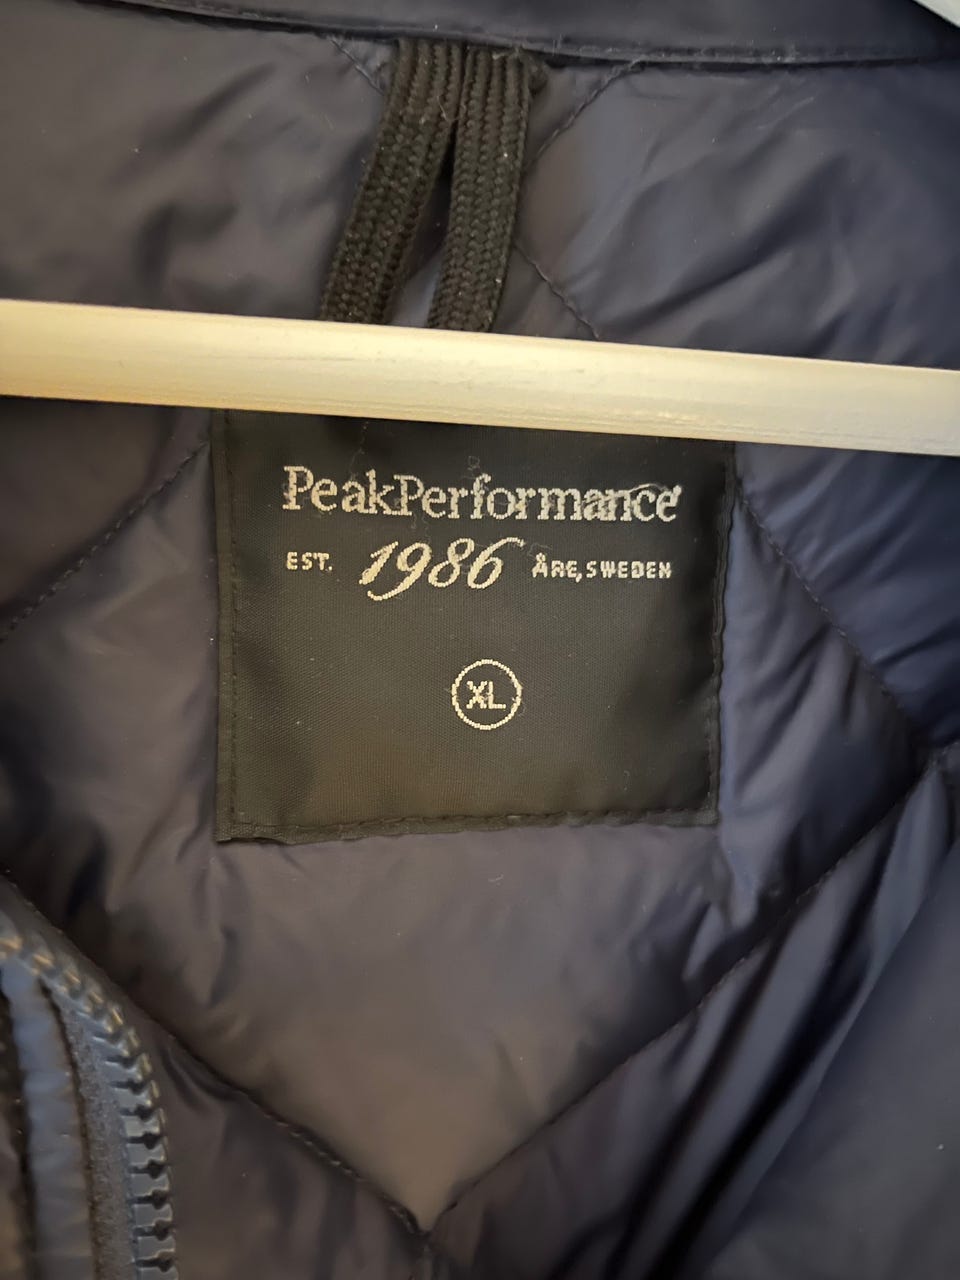 PeakPerformance
EST. 1986 ÅRE, SWEDEN
XL